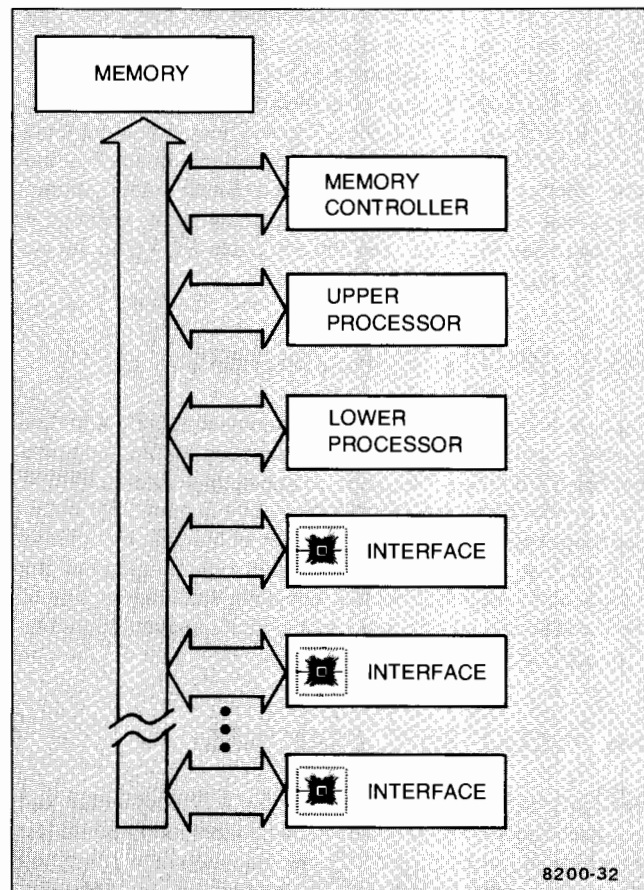 MEMORY
MEMORY
CONTROLLER
UPPER
PROCESSOR
LOWER
PROCESSOR
INTERFACE
INTERFACE
INTERFACE
8200-32